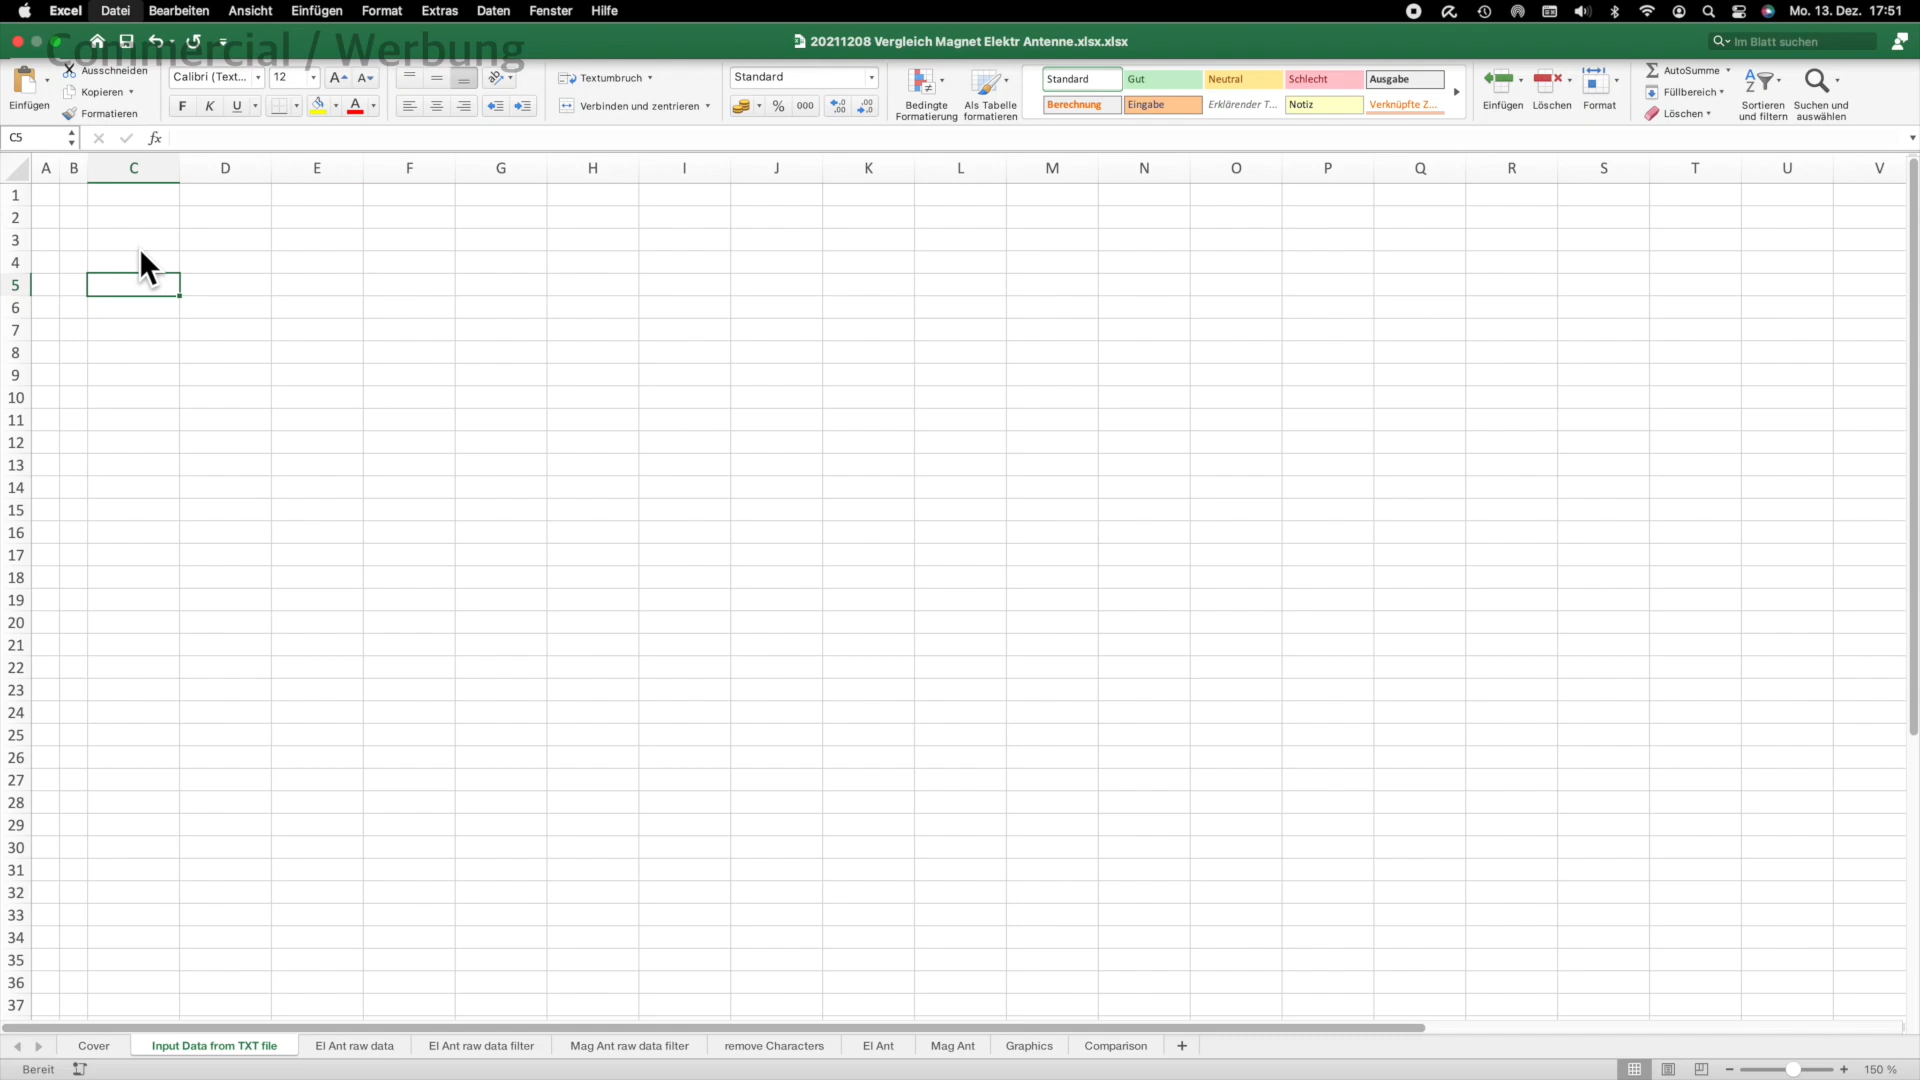 Excel Datei Bearbeiten Ansicht Einfügen Format Extras Daten Fenster Hilfe Mo. 13. Dez. 17:51
Commercial / Werbung
20211208 Vergleich Magnet Elektr Antenne.xlsx.xlsx Im Blatt suchen
Einfügen
Ausschneiden
Kopieren
Formatieren
Calibri (Text... 12
F K U
Textumbruch
Verbinden und zentrieren
Standard
% 000
Bedingte Formatierung
Als Tabelle formatieren
Standard Gut Neutral Schlecht Ausgabe
Berechnung Eingabe Erklärender T... Notiz Verknüpfte Z...
Einfügen Löschen Format
AutoSumme
Füllbereich
Löschen
Sortieren und filtern
Suchen und auswählen
C5 fx
A B C D E F G H I J K L M N O P Q R S T U V
1
2
3
4
5
6
7
8
9
10
11
12
13
14
15
16
17
18
19
20
21
22
23
24
25
26
27
28
29
30
31
32
33
34
35
36
37
Cover Input Data from TXT file El Ant raw data El Ant raw data filter Mag Ant raw data filter remove Characters El Ant Mag Ant Graphics Comparison +
Bereit 150 %